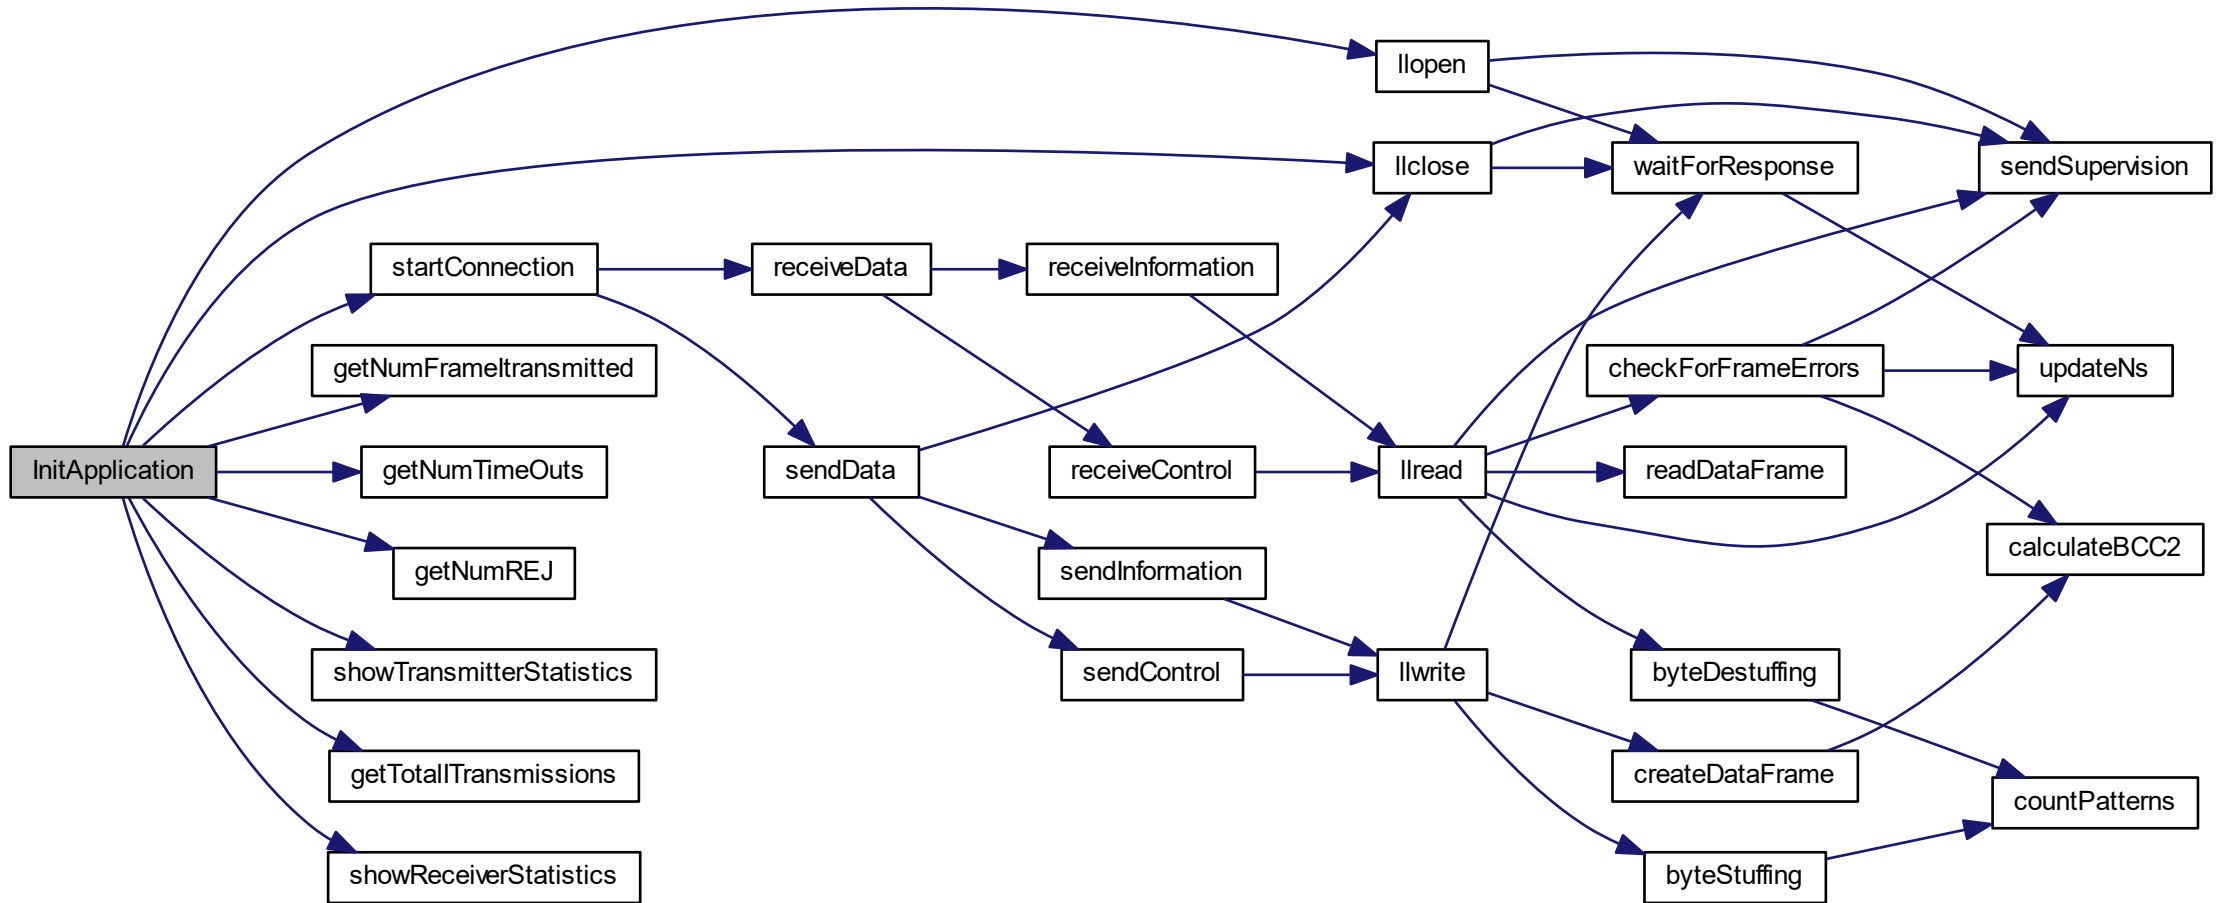 InitApplication
llopen
llclose
startConnection
getNumFrameItransmitted
getNumTimeOuts
getNumREJ
showTransmitterStatistics
getTotalITransmissions
showReceiverStatistics
receiveData
sendData
receiveInformation
receiveControl
sendInformation
sendControl
llread
llwrite
waitForResponse
checkForFrameErrors
readDataFrame
byteDestuffing
createDataFrame
byteStuffing
sendSupervision
updateNs
calculateBCC2
countPatterns